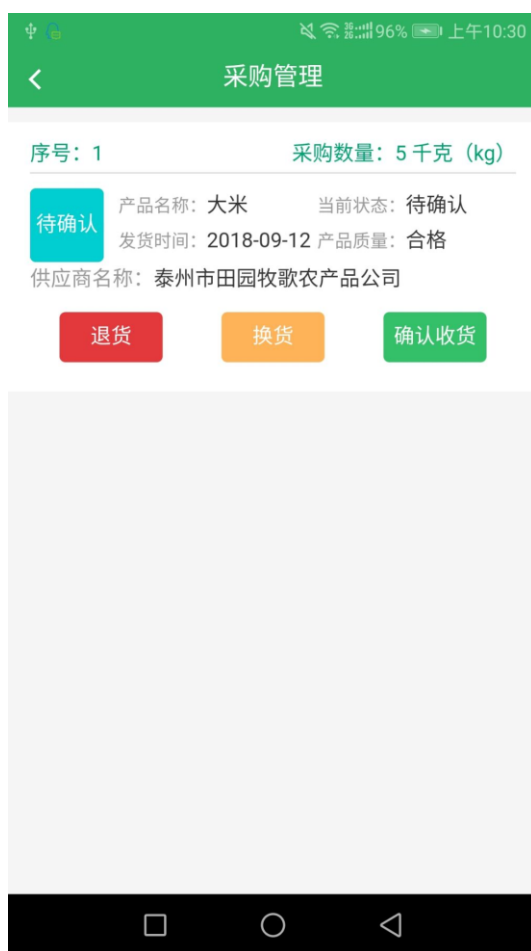 96% 上午10:30
采购管理
序号：1 采购数量：5 千克（kg）
待确认
产品名称：大米 当前状态：待确认
发货时间：2018-09-12 产品质量：合格
供应商名称：泰州市田园牧歌农产品公司
退货 换货 确认收货